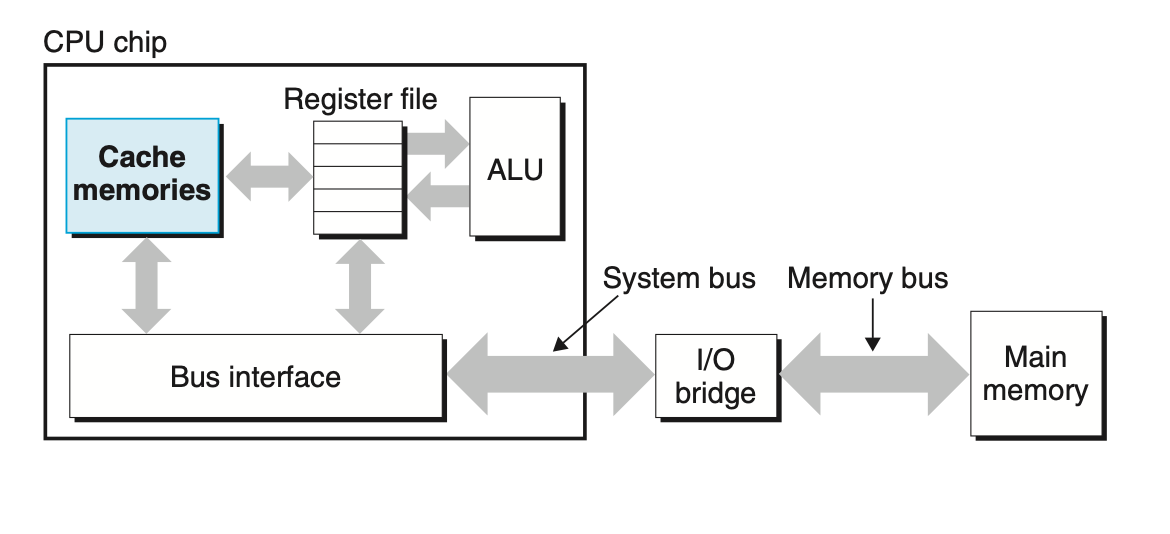 CPU chip
Register file
Cache
memories
ALU
System bus
Memory bus
Bus interface
I/O
bridge
Main
memory